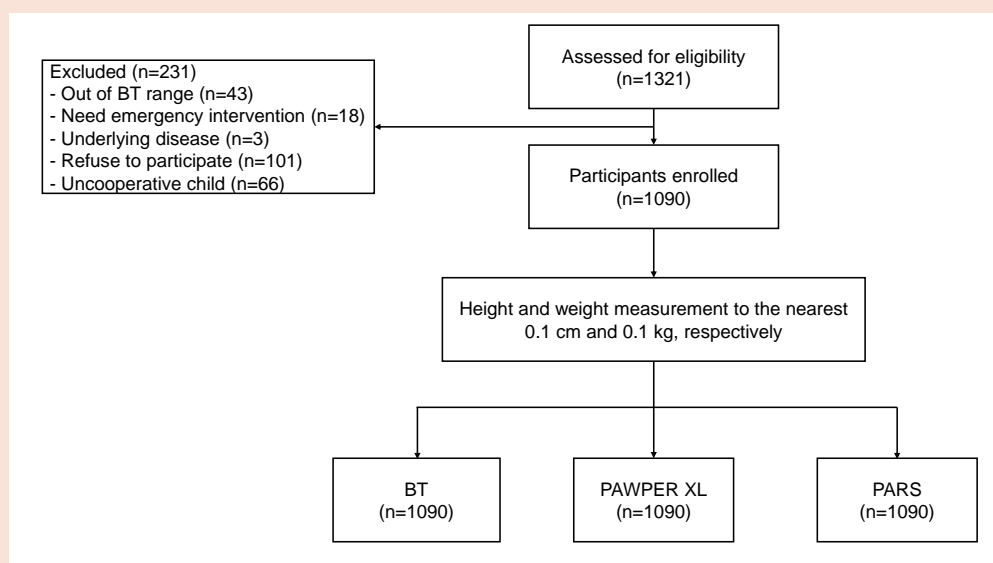 Assessed for eligibility
(n=1321)
Excluded (n=231)
- Out of BT range (n=43)
- Need emergency intervention (n=18)
- Underlying disease (n=3)
- Refuse to participate (n=101)
- Uncooperative child (n=66)
Participants enrolled
(n=1090)
Height and weight measurement to the nearest
0.1 cm and 0.1 kg, respectively
BT
(n=1090)
PAWPER XL
(n=1090)
PARS
(n=1090)